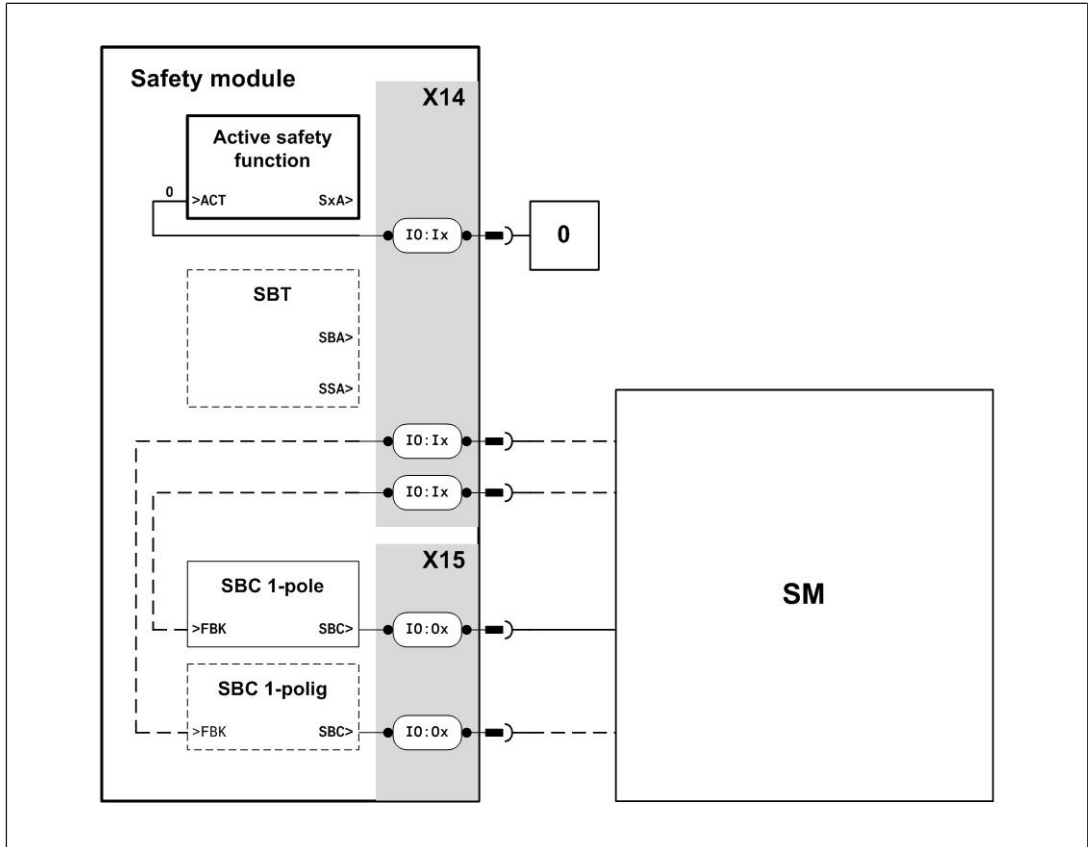 Safety module
X14
Active safety
function
0
>ACT SxA>
IO:Ix
0
SBT
SBA>
SSA>
IO:Ix
IO:Ix
X15
SBC 1-pole
SM
>FBK SBC>
IO:Ox
SBC 1-polig
>FBK SBC>
IO:Ox